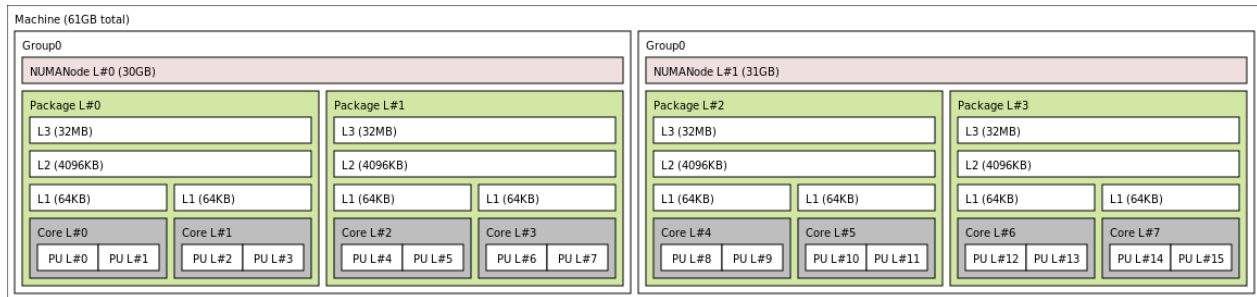 Machine (61GB total)
Group0
NUMANode L#0 (30GB)
Package L#0
L3 (32MB)
L2 (4096KB)
L1 (64KB)
L1 (64KB)
Core L#0
PU L#0
PU L#1
Core L#1
PU L#2
PU L#3
Package L#1
L3 (32MB)
L2 (4096KB)
L1 (64KB)
L1 (64KB)
Core L#2
PU L#4
PU L#5
Core L#3
PU L#6
PU L#7
Group0
NUMANode L#1 (31GB)
Package L#2
L3 (32MB)
L2 (4096KB)
L1 (64KB)
L1 (64KB)
Core L#4
PU L#8
PU L#9
Core L#5
PU L#10
PU L#11
Package L#3
L3 (32MB)
L2 (4096KB)
L1 (64KB)
L1 (64KB)
Core L#6
PU L#12
PU L#13
Core L#7
PU L#14
PU L#15